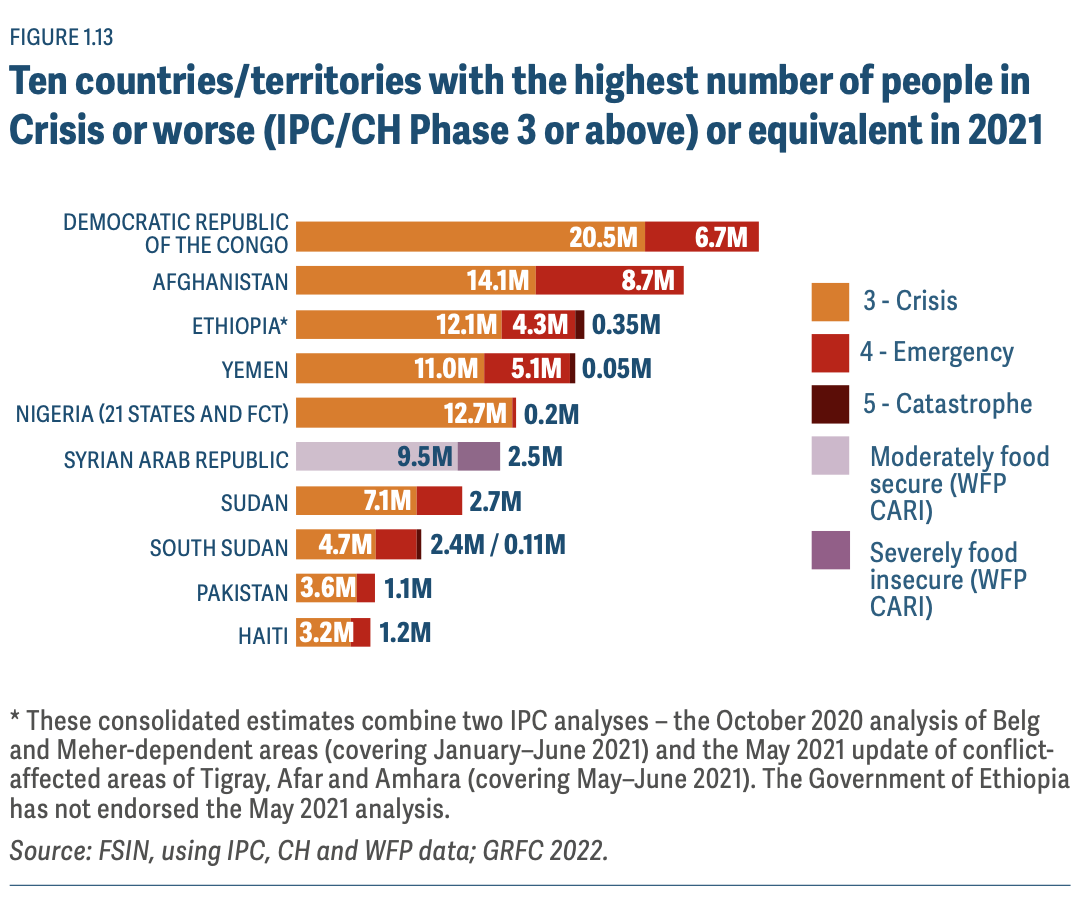 FIGURE 1.13
Ten countries/territories with the highest number of people in
Crisis or worse (IPC/CH Phase 3 or above) or equivalent in 2021
DEMOCRATIC REPUBLIC
OF THE CONGO
20.5M 6.7M
AFGHANISTAN 14.1M 8.7M
ETHIOPIA* 12.1M 4.3M 0.35M
YEMEN 11.0M 5.1M 0.05M
NIGERIA (21 STATES AND FCT) 12.7M 0.2M
SYRIAN ARAB REPUBLIC 9.5M 2.5M
SUDAN 7.1M 2.7M
SOUTH SUDAN 4.7M 2.4M / 0.11M
PAKISTAN 3.6M 1.1M
HAITI 3.2M 1.2M
3 - Crisis
4 - Emergency
5 - Catastrophe
Moderately food
secure (WFP
CARI)
Severely food
insecure (WFP
CARI)
* These consolidated estimates combine two IPC analyses – the October 2020 analysis of Belg
and Meher-dependent areas (covering January–June 2021) and the May 2021 update of conflict-
affected areas of Tigray, Afar and Amhara (covering May–June 2021). The Government of Ethiopia
has not endorsed the May 2021 analysis.
Source: FSIN, using IPC, CH and WFP data; GRFC 2022.